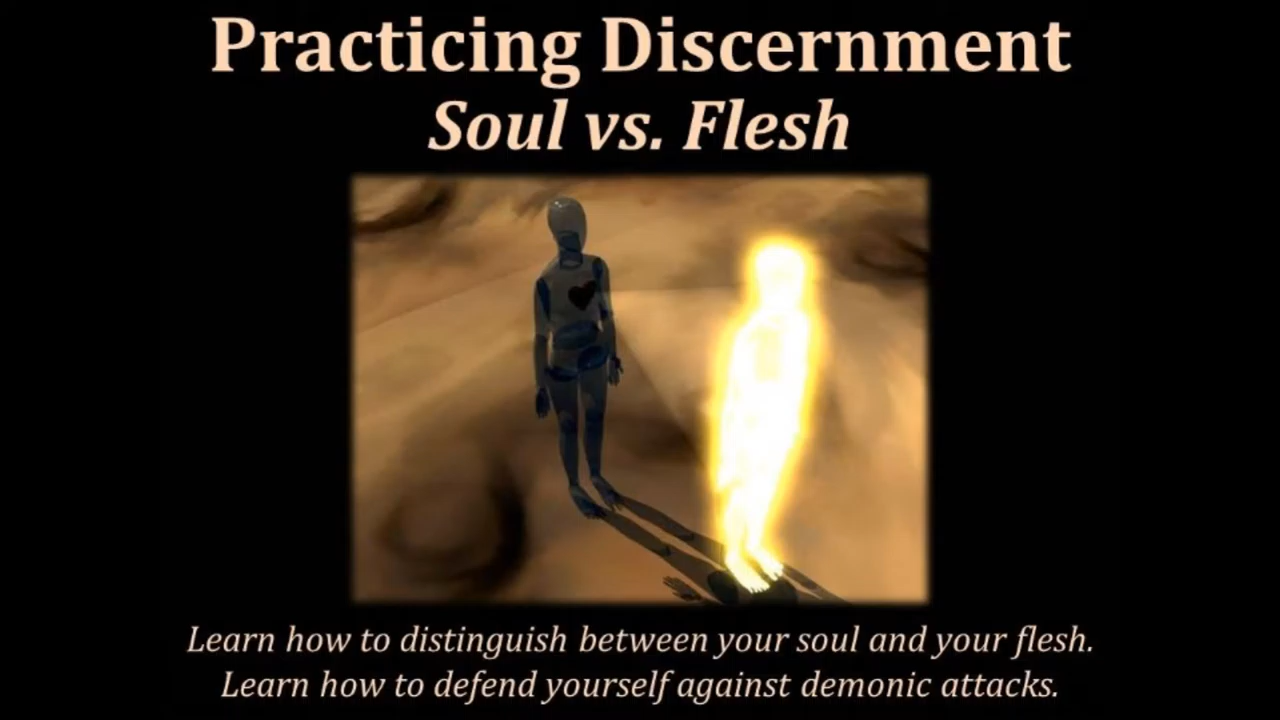 Practicing Discernment
Soul vs. Flesh
Learn how to distinguish between your soul and your flesh.
Learn how to defend yourself against demonic attacks.